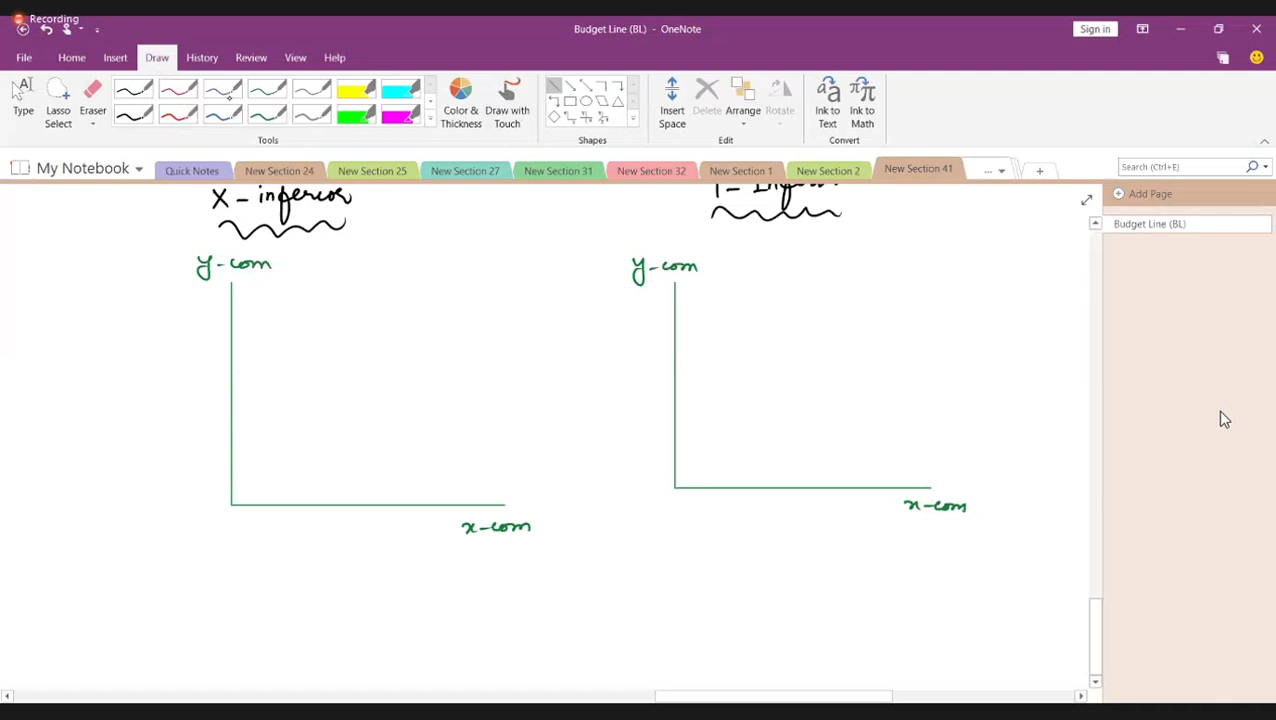 Recording
Budget Line (BL) - OneNote
Sign in
File Home Insert Draw History Review View Help
Type Lasso Select Eraser Color & Thickness Draw with Touch Insert Space Delete Arrange Rotate Ink to Text Ink to Math
Tools Shapes Edit Convert
My Notebook Quick Notes New Section 24 New Section 25 New Section 27 New Section 31 New Section 32 New Section 1 New Section 2 New Section 41 ... Search (Ctrl+E)
Add Page
Budget Line (BL)
X - inferior
y-com y-com
x-com
x-com